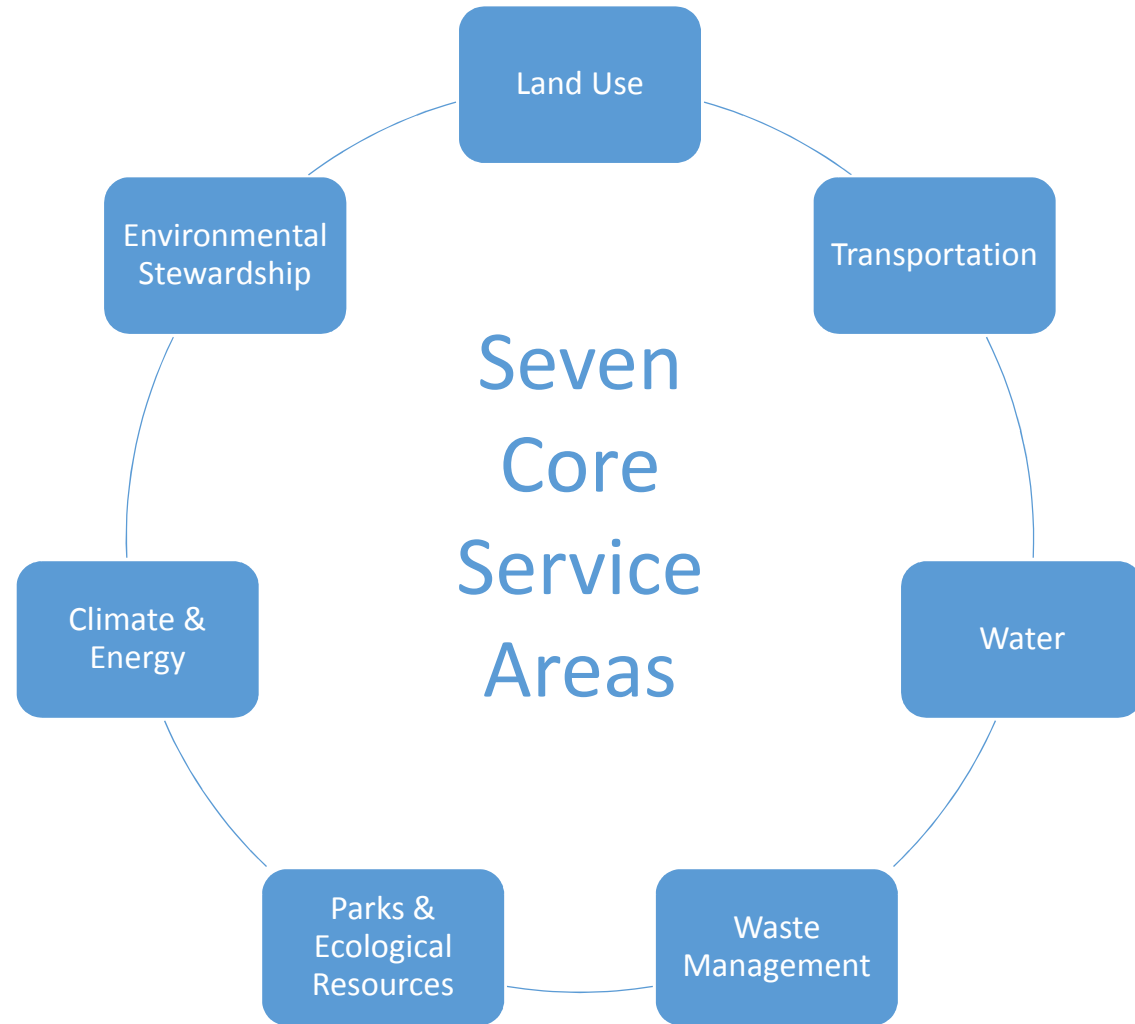 Land Use
Transportation
Water
Waste
Management
Parks &
Ecological
Resources
Climate &
Energy
Environmental
Stewardship
Seven
Core
Service
Areas